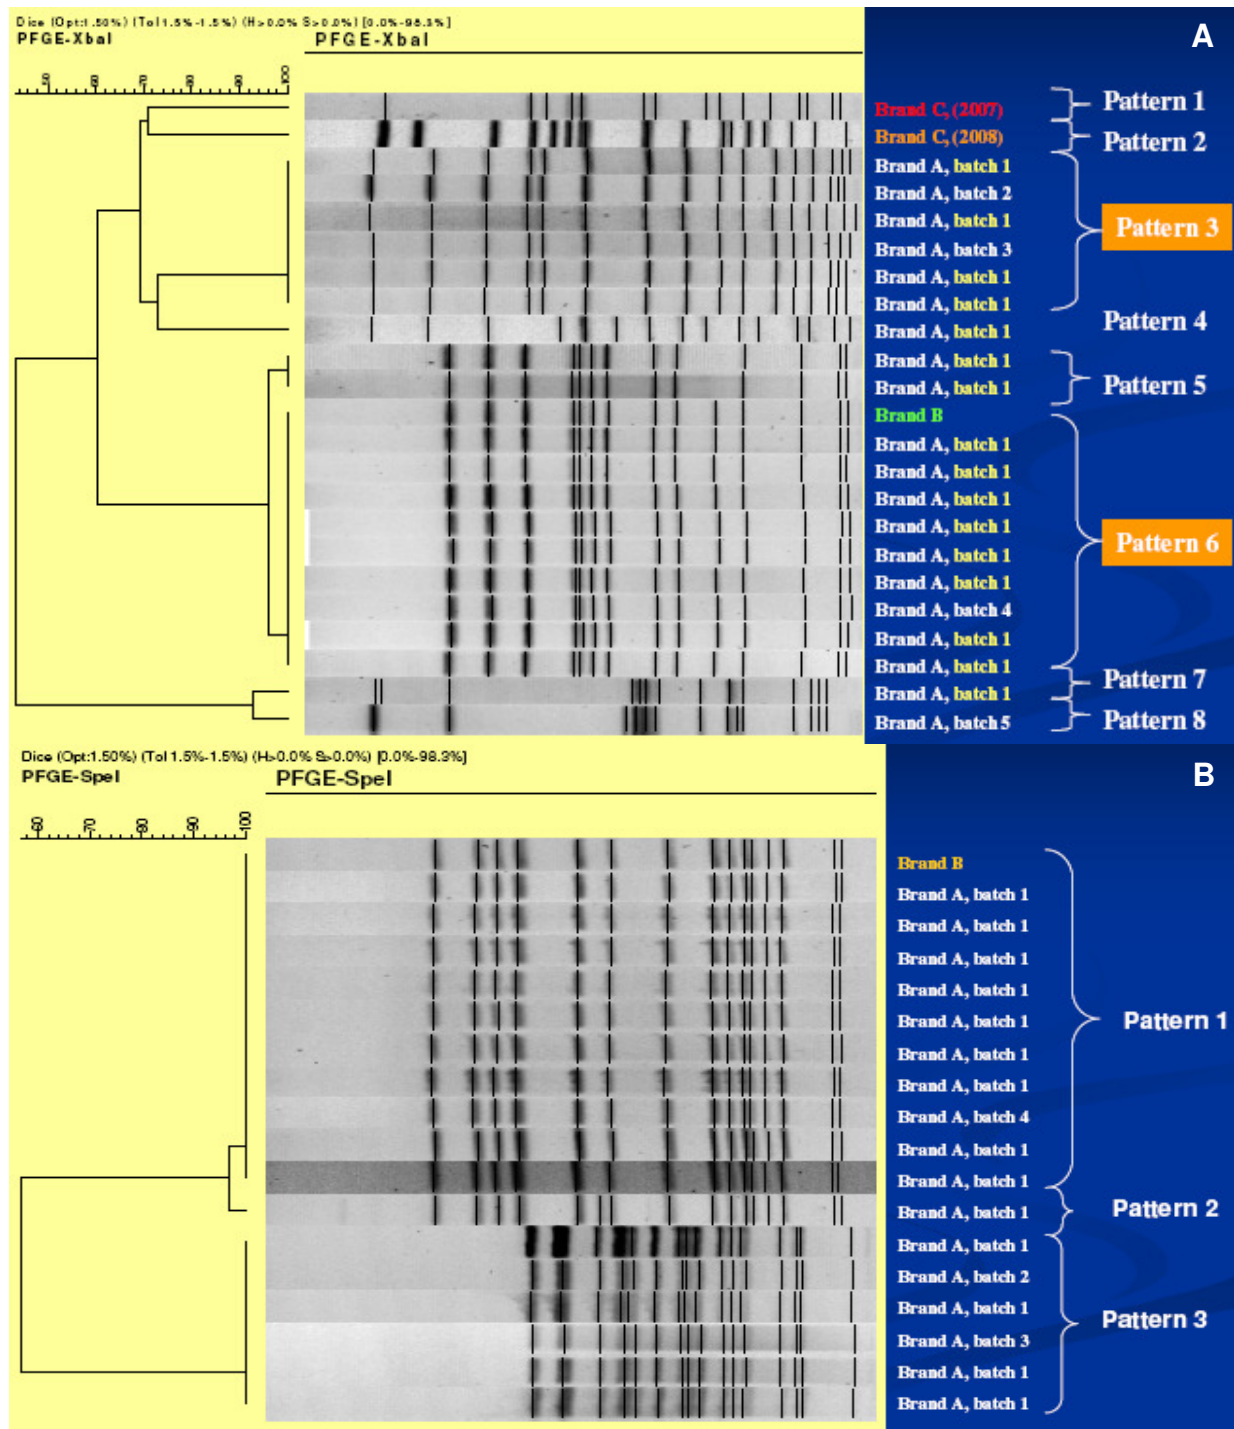 Dice (Opt:1.50%) (Tol 1.5%-1.5%) (H>0.0% S>0.0%) [0.0%-98.3%]
PFGE-XbaI PFGE-XbaI
A
50 60 70 80 90 100
Brand C, (2007) Pattern 1
Brand C, (2008) Pattern 2
Brand A, batch 1
Brand A, batch 2
Brand A, batch 1 Pattern 3
Brand A, batch 3
Brand A, batch 1
Brand A, batch 1
Brand A, batch 1 Pattern 4
Brand A, batch 1
Brand A, batch 1 Pattern 5
Brand B
Brand A, batch 1
Brand A, batch 1
Brand A, batch 1
Brand A, batch 1
Brand A, batch 1 Pattern 6
Brand A, batch 1
Brand A, batch 4
Brand A, batch 1
Brand A, batch 1
Brand A, batch 1 Pattern 7
Brand A, batch 5 Pattern 8
Dice (Opt:1.50%) (Tol 1.5%-1.5%) (H>0.0% S>0.0%) [0.0%-98.3%]
PFGE-SpeI PFGE-SpeI
B
60 70 80 90 100
Brand B
Brand A, batch 1
Brand A, batch 1
Brand A, batch 1
Brand A, batch 1
Brand A, batch 1 Pattern 1
Brand A, batch 1
Brand A, batch 1
Brand A, batch 4
Brand A, batch 1
Brand A, batch 1
Brand A, batch 1 Pattern 2
Brand A, batch 1
Brand A, batch 2
Brand A, batch 1 Pattern 3
Brand A, batch 3
Brand A, batch 1
Brand A, batch 1